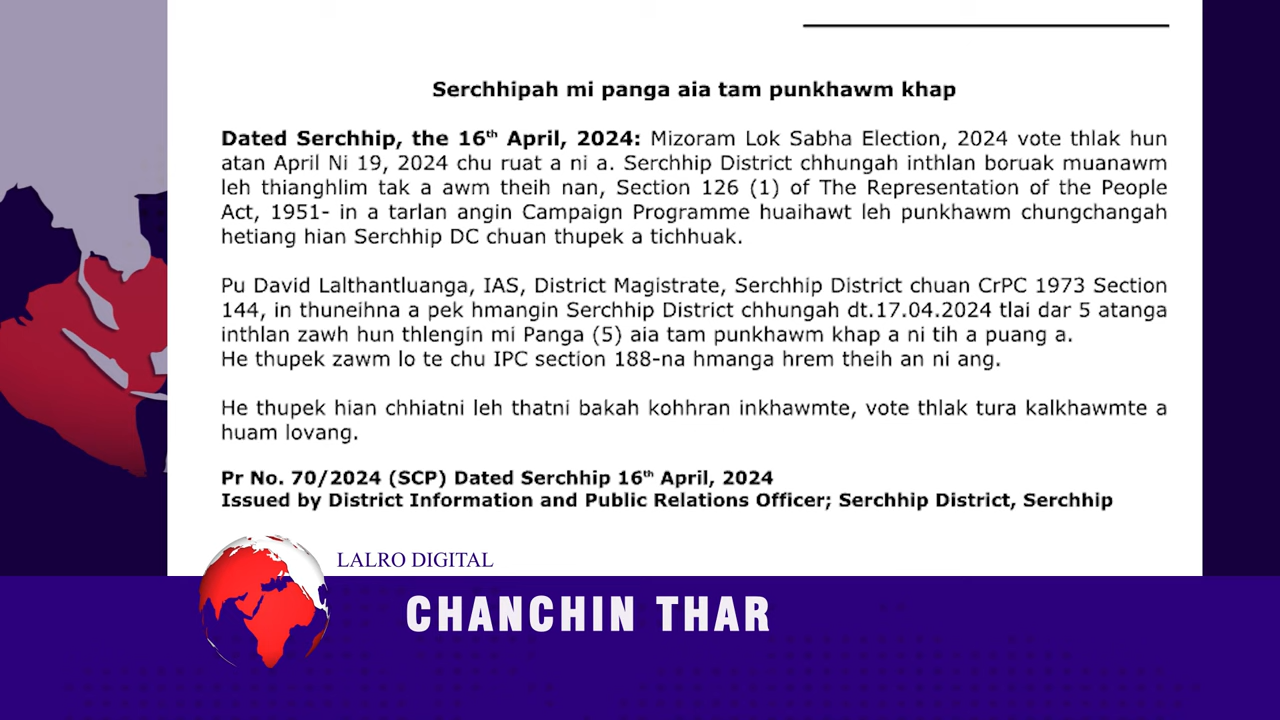 Serchhipah mi panga aia tam punkhawm khap
Dated Serchhip, the 16th April, 2024: Mizoram Lok Sabha Election, 2024 vote thlak hun
atan April Ni 19, 2024 chu ruat a ni a. Serchhip District chhungah inthlan boruak muanawm
leh thianghlim tak a awm theih nan, Section 126 (1) of The Representation of the People
Act, 1951- in a tarlan angin Campaign Programme huaihawt leh punkhawm chungchangah
hetiang hian Serchhip DC chuan thupek a tichhuak.
Pu David Lalthantluanga, IAS, District Magistrate, Serchhip District chuan CrPC 1973 Section
144, in thuneihna a pek hmangin Serchhip District chhungah dt.17.04.2024 tlai dar 5 atanga
inthlan zawh hun thlengin mi Panga (5) aia tam punkhawm khap a ni tih a puang a.
He thupek zawm lo te chu IPC section 188-na hmanga hrem theih an ni ang.
He thupek hian chhiatni leh thatni bakah kohhran inkhawmte, vote thlak tura kalkhawmte a
huam lovang.
Pr No. 70/2024 (SCP) Dated Serchhip 16th April, 2024
Issued by District Information and Public Relations Officer; Serchhip District, Serchhip
LALRO DIGITAL
CHANCHIN THAR